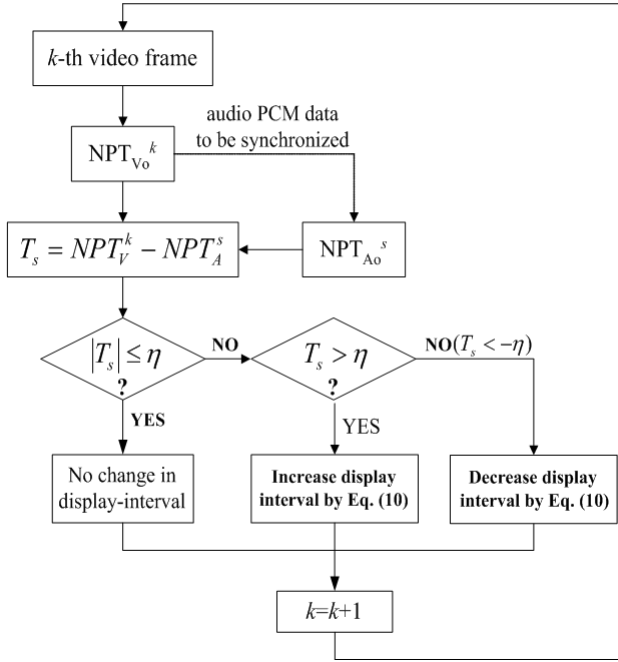 k-th video frame
audio PCM data
to be synchronized
NPT_Vo^k
T_s = NPT_V^k − NPT_A^s
NPT_Ao^s
|T_s| ≤ η
?
NO
T_s > η
?
NO(T_s < −η)
YES
YES
No change in
display-interval
Increase display
interval by Eq. (10)
Decrease display
interval by Eq. (10)
k=k+1